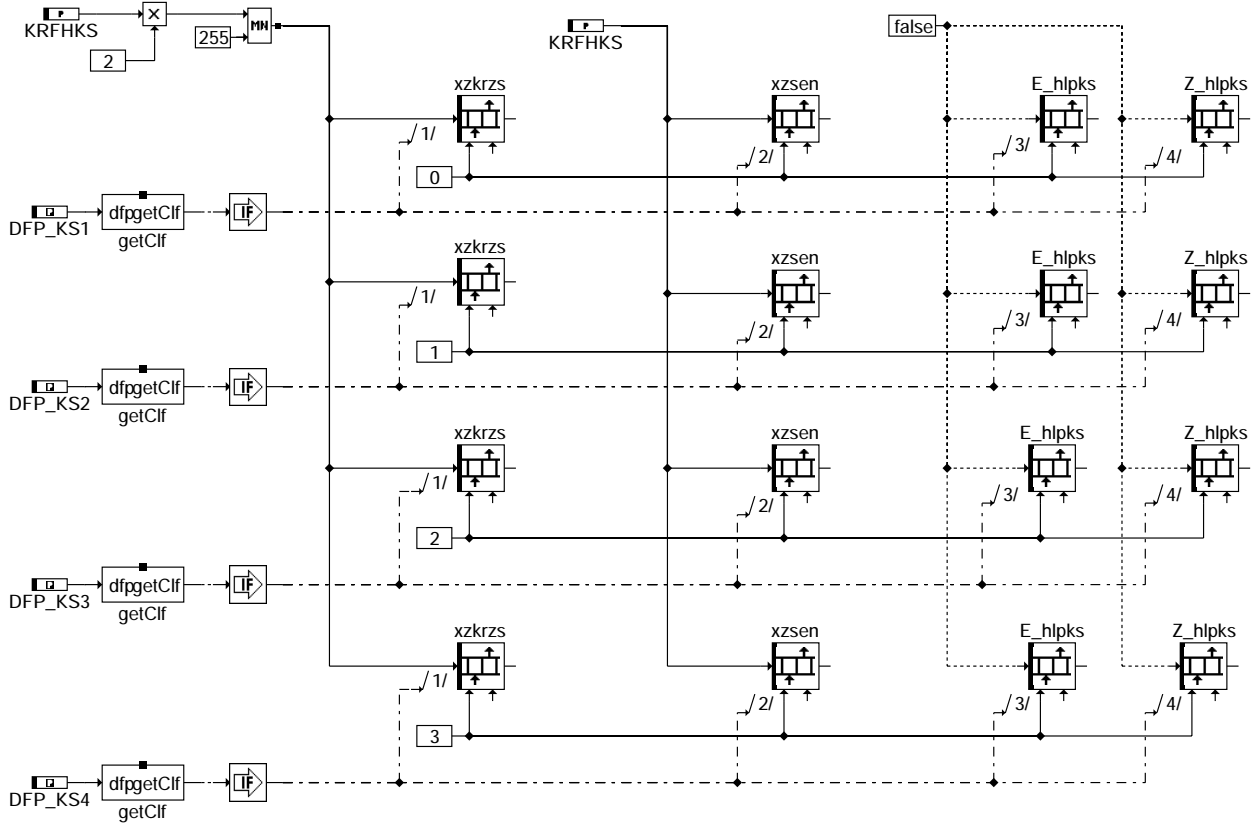 P
KRFHKS
×
2
255
MN
P
KRFHKS
false
xzkrzs
xzsen
E_hlpks
Z_hlpks
/1/
/2/
/3/
/4/
0
DFP_KS1
dfpgetClf
getClf
IF
xzkrzs
xzsen
E_hlpks
Z_hlpks
/1/
/2/
/3/
/4/
1
DFP_KS2
dfpgetClf
getClf
IF
xzkrzs
xzsen
E_hlpks
Z_hlpks
/1/
/2/
/3/
/4/
2
DFP_KS3
dfpgetClf
getClf
IF
xzkrzs
xzsen
E_hlpks
Z_hlpks
/1/
/2/
/3/
/4/
3
DFP_KS4
dfpgetClf
getClf
IF